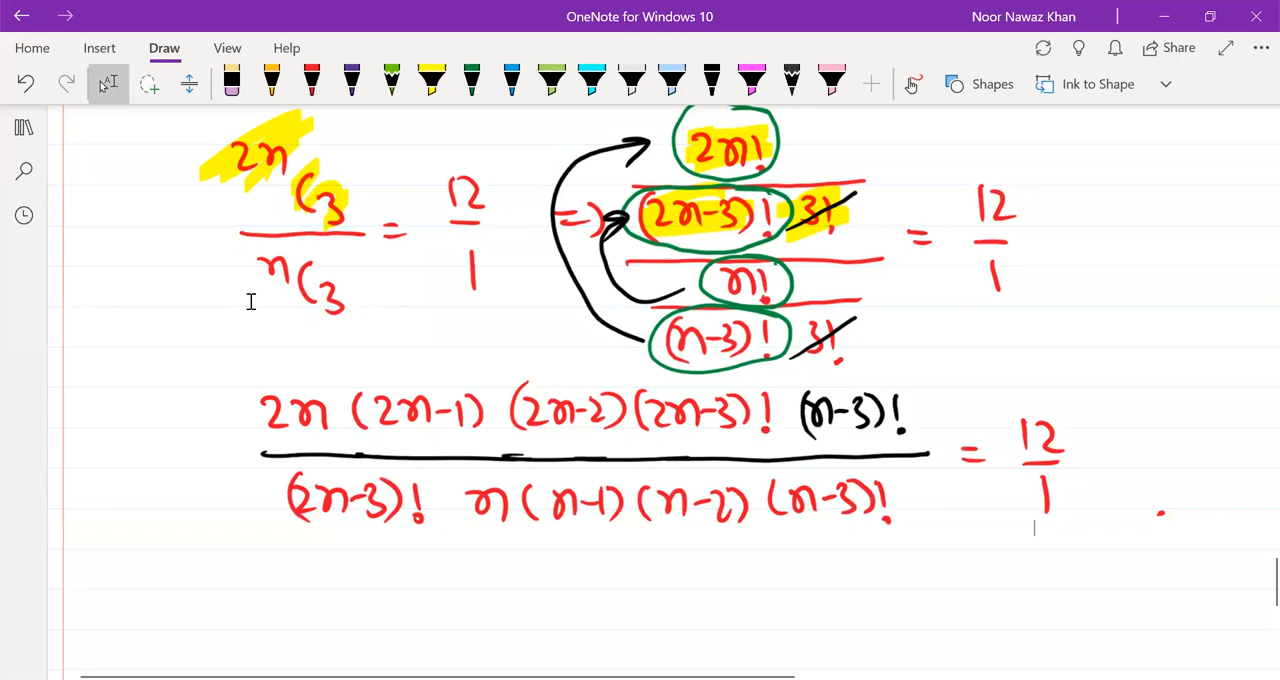 OneNote for Windows 10
Noor Nawaz Khan
Home Insert Draw View Help Share
Shapes Ink to Shape
2n C 3 / n C 3 = 12 / 1
=> 2n! / (2n-3)! 3! / n! / (n-3)! 3! = 12 / 1
2n (2n-1) (2n-2)(2n-3)! (n-3)!
(2n-3)! n(n-1)(n-2)(n-3)!
= 12 / 1 .